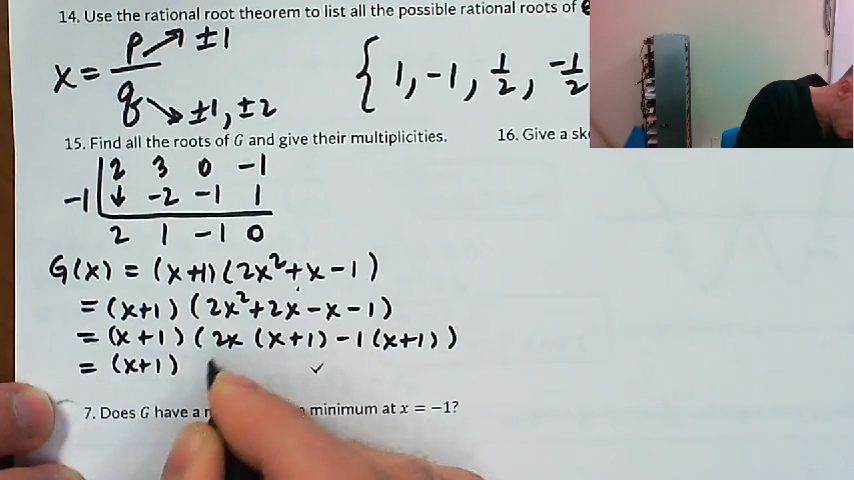 14. Use the rational root theorem to list all the possible rational roots of
x = p/q
p → ±1
q → ±1, ±2
{ 1, -1, 1/2, -1/2
15. Find all the roots of G and give their multiplicities.
16. Give a
-1 | 2 3 0 -1
↓ -2 -1 1
2 1 -1 0
G(x) = (x+1)(2x²+x-1)
= (x+1)(2x²+2x-x-1)
= (x+1)(2x(x+1)-1(x+1))
= (x+1)
7. Does G have a minimum at x = −1?